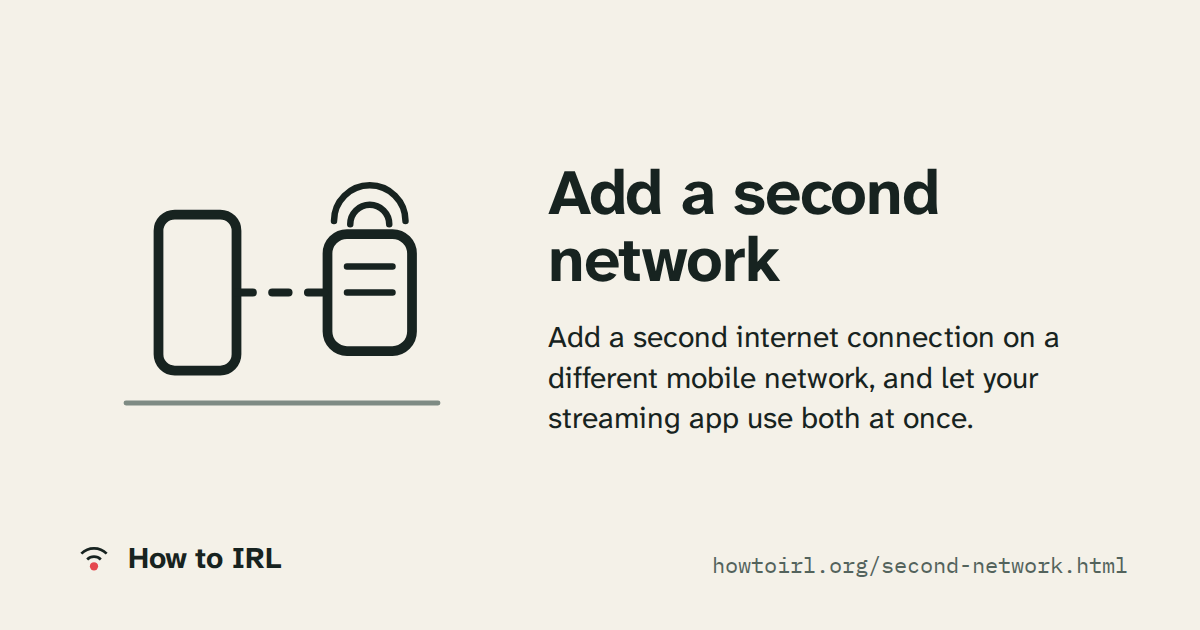 Add a second
network
Add a second internet connection on a
different mobile network, and let your
streaming app use both at once.
How to IRL
howtoirl.org/second-network.html